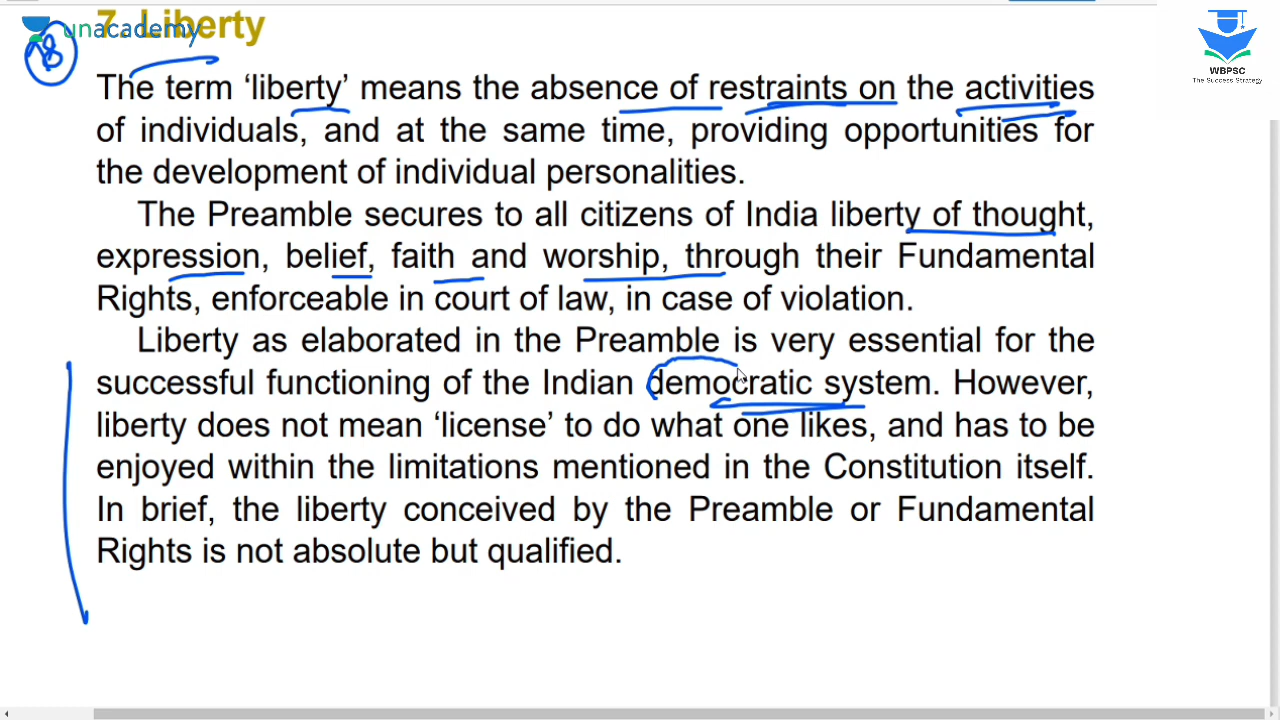 7. Liberty
unacademy
18
WBPSC
The Success Strategy
The term ‘liberty’ means the absence of restraints on the activities
of individuals, and at the same time, providing opportunities for
the development of individual personalities.
The Preamble secures to all citizens of India liberty of thought,
expression, belief, faith and worship, through their Fundamental
Rights, enforceable in court of law, in case of violation.
Liberty as elaborated in the Preamble is very essential for the
successful functioning of the Indian democratic system. However,
liberty does not mean ‘license’ to do what one likes, and has to be
enjoyed within the limitations mentioned in the Constitution itself.
In brief, the liberty conceived by the Preamble or Fundamental
Rights is not absolute but qualified.